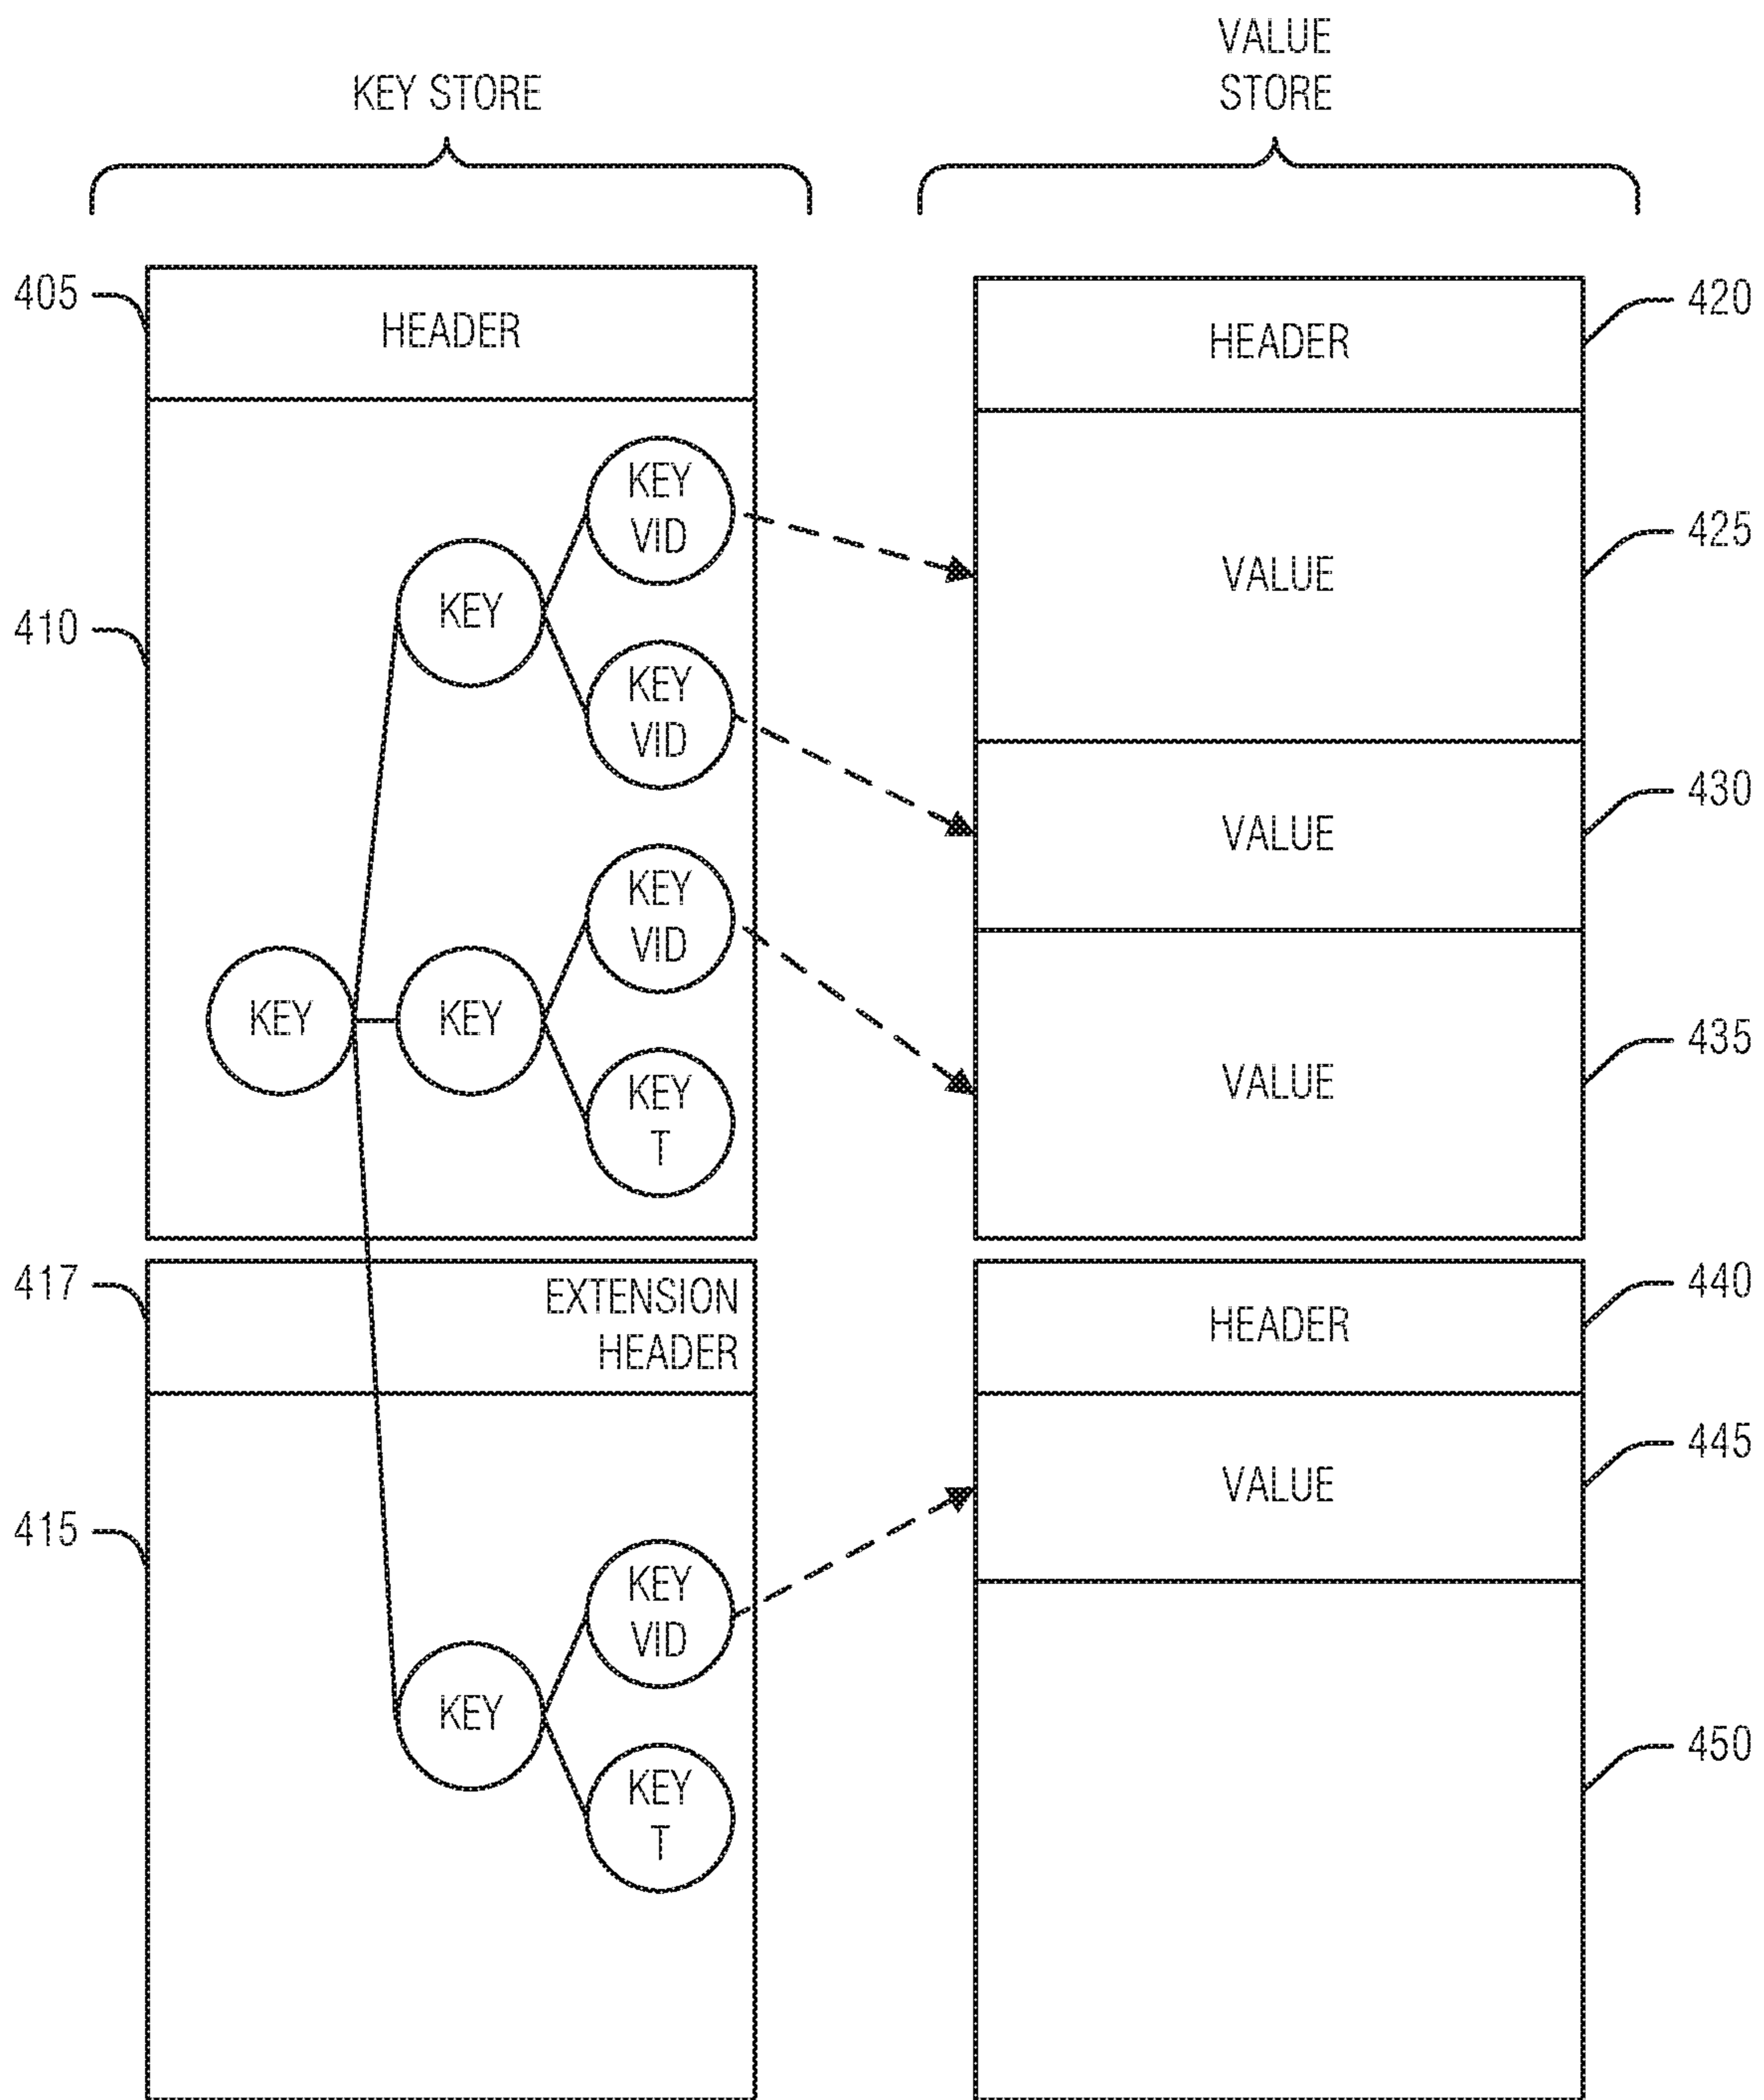 KEY STORE
VALUE
STORE
405
HEADER
HEADER
420
410
KEY
KEY
VID
KEY
VID
KEY
KEY
KEY
VID
KEY
T
VALUE
425
VALUE
430
VALUE
435
417
EXTENSION
HEADER
HEADER
440
VALUE
445
415
KEY
KEY
VID
KEY
T
450